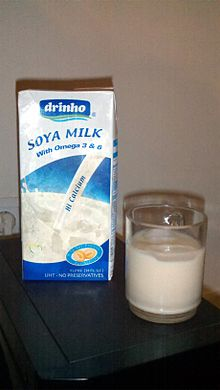 drinho
SOYA MILK
With Omega 3 & 6
Hi Calcium
UHT - NO PRESERVATIVES